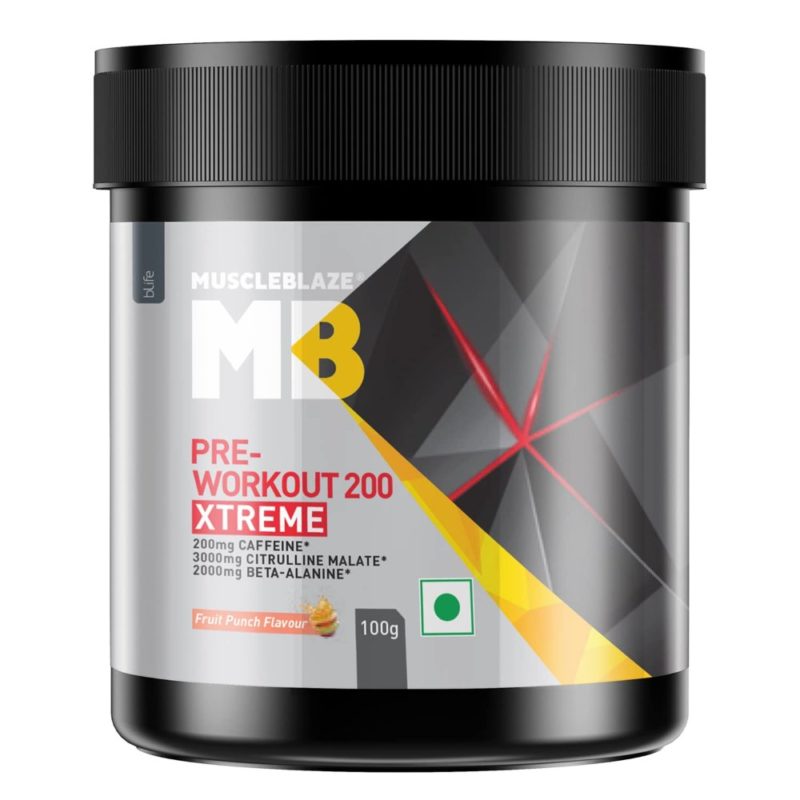 bLife
MUSCLEBLAZE®
MB
PRE-
WORKOUT 200
XTREME
200mg CAFFEINE*
3000mg CITRULLINE MALATE*
2000mg BETA-ALANINE*
Fruit Punch Flavour
100g